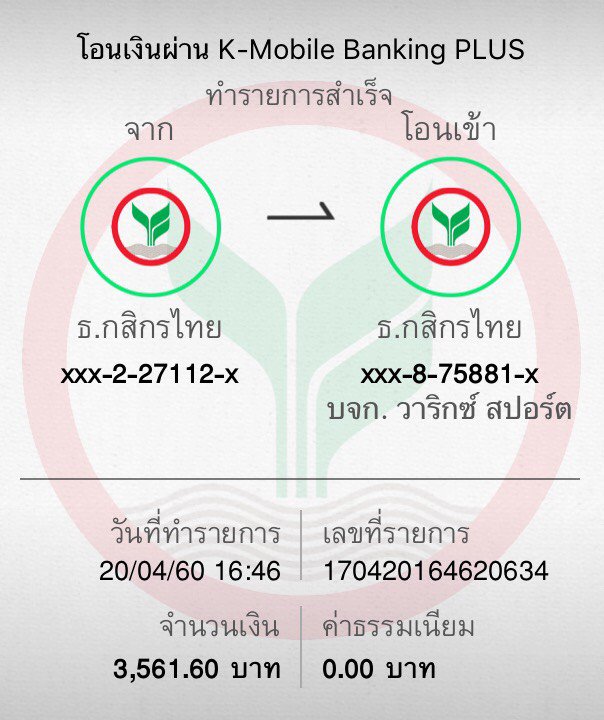 โอนเงินผ่าน K-Mobile Banking PLUS
ทำรายการสำเร็จ
จาก
โอนเข้า
ธ.กสิกรไทย
ธ.กสิกรไทย
xxx-2-27112-x
xxx-8-75881-x
บจก. วาริกซ์ สปอร์ต
วันที่ทำรายการ
เลขที่รายการ
20/04/60 16:46
170420164620634
จำนวนเงิน
ค่าธรรมเนียม
3,561.60 บาท
0.00 บาท